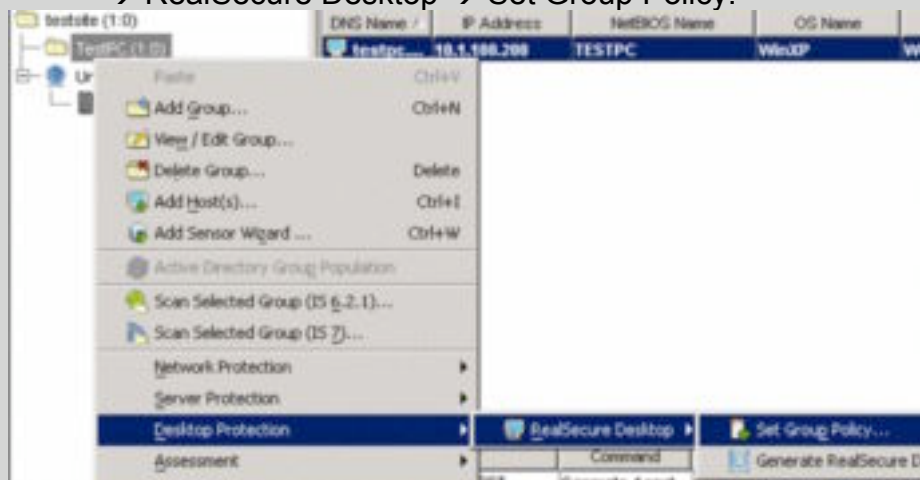 → RealSecure Desktop → Set Group Policy.
testsite (1:0)
DNS Name / IP Address NetBIOS Name OS Name
TestPC (1:0)
testpc.... 10.1.100.200 TESTPC WinXP W
Ur
Paste Ctrl+V
Add Group... Ctrl+N
View / Edit Group...
Delete Group... Delete
Add Host(s)... Ctrl+I
Add Sensor Wizard ... Ctrl+W
Active Directory Group Population
Scan Selected Group (IS 6.2.1)...
Scan Selected Group (IS 7)...
Network Protection
Server Protection
Desktop Protection RealSecure Desktop Set Group Policy...
Assessment Command Generate RealSecure D